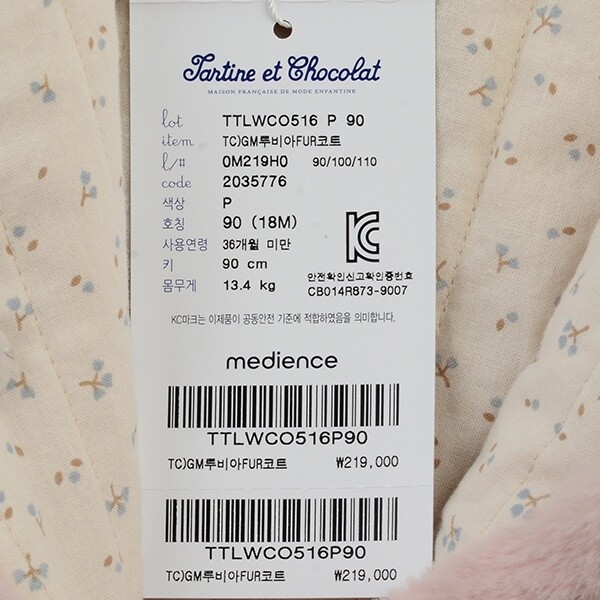 Tartine et Chocolat
MAISON FRANÇAISE DE MODE ENFANTINE
lot TTLWCO516 P 90
item TC)GM루비아FUR코트
l/# 0M219H0 90/100/110
code 2035776
색상 P
호칭 90 (18M)
사용연령 36개월 미만
키 90 cm
몸무게 13.4 kg
안전확인신고확인증번호
CB014R673-9007
KC마크는 이제품이 공동안전 기준에 적합하였음을 의미합니다.
medience
TTLWCO516P90
TC)GM루비아FUR코트 ₩219,000
TTLWCO516P90
TC)GM루비아FUR코트 ₩219,000